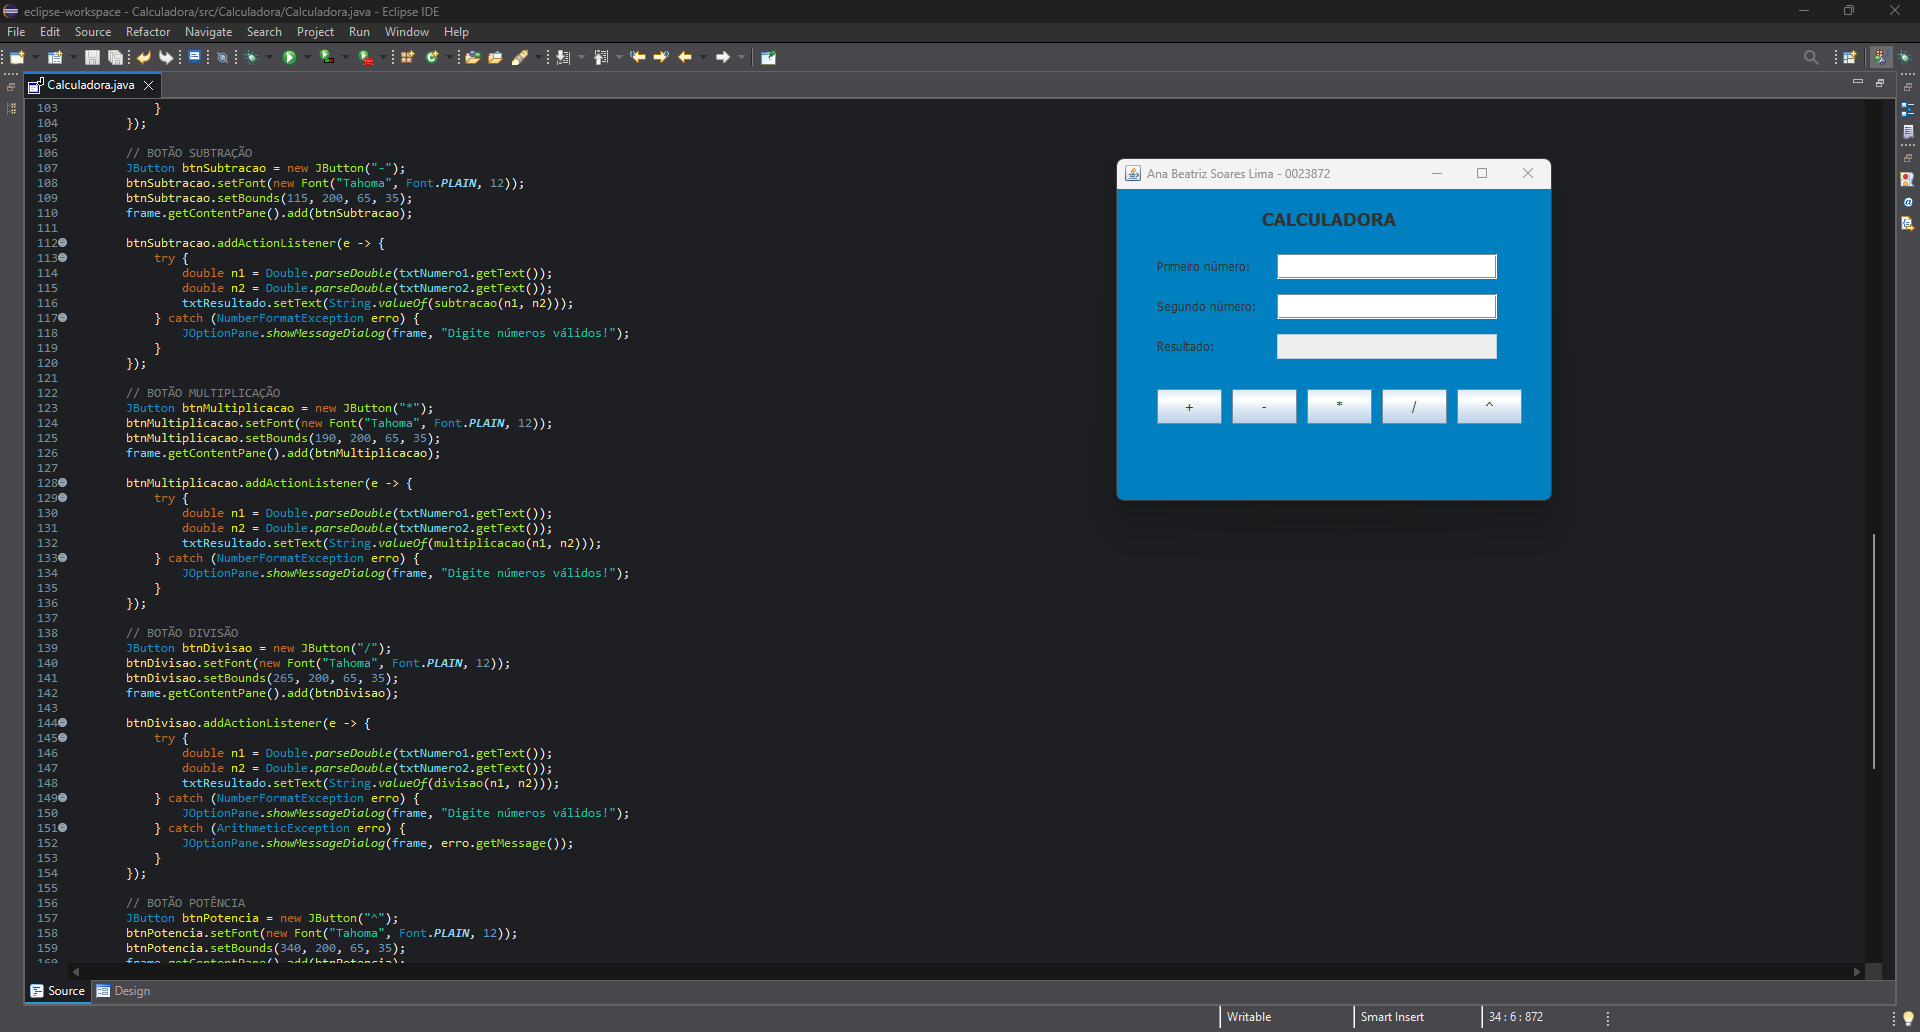 eclipse-workspace - Calculadora/src/Calculadora/Calculadora.java - Eclipse IDE
File Edit Source Refactor Navigate Search Project Run Window Help
Calculadora.java
103 }
104 });
105
106 // BOTÃO SUBTRAÇÃO
107 JButton btnSubtracao = new JButton("-");
108 btnSubtracao.setFont(new Font("Tahoma", Font.PLAIN, 12));
109 btnSubtracao.setBounds(115, 200, 65, 35);
110 frame.getContentPane().add(btnSubtracao);
111
112 btnSubtracao.addActionListener(e -> {
113 try {
114 double n1 = Double.parseDouble(txtNumero1.getText());
115 double n2 = Double.parseDouble(txtNumero2.getText());
116 txtResultado.setText(String.valueOf(subtracao(n1, n2)));
117 } catch (NumberFormatException erro) {
118 JOptionPane.showMessageDialog(frame, "Digite números válidos!");
119 }
120 });
121
122 // BOTÃO MULTIPLICAÇÃO
123 JButton btnMultiplicacao = new JButton("*");
124 btnMultiplicacao.setFont(new Font("Tahoma", Font.PLAIN, 12));
125 btnMultiplicacao.setBounds(190, 200, 65, 35);
126 frame.getContentPane().add(btnMultiplicacao);
127
128 btnMultiplicacao.addActionListener(e -> {
129 try {
130 double n1 = Double.parseDouble(txtNumero1.getText());
131 double n2 = Double.parseDouble(txtNumero2.getText());
132 txtResultado.setText(String.valueOf(multiplicacao(n1, n2)));
133 } catch (NumberFormatException erro) {
134 JOptionPane.showMessageDialog(frame, "Digite números válidos!");
135 }
136 });
137
138 // BOTÃO DIVISÃO
139 JButton btnDivisao = new JButton("/");
140 btnDivisao.setFont(new Font("Tahoma", Font.PLAIN, 12));
141 btnDivisao.setBounds(265, 200, 65, 35);
142 frame.getContentPane().add(btnDivisao);
143
144 btnDivisao.addActionListener(e -> {
145 try {
146 double n1 = Double.parseDouble(txtNumero1.getText());
147 double n2 = Double.parseDouble(txtNumero2.getText());
148 txtResultado.setText(String.valueOf(divisao(n1, n2)));
149 } catch (NumberFormatException erro) {
150 JOptionPane.showMessageDialog(frame, "Digite números válidos!");
151 } catch (ArithmeticException erro) {
152 JOptionPane.showMessageDialog(frame, erro.getMessage());
153 }
154 });
155
156 // BOTÃO POTÊNCIA
157 JButton btnPotencia = new JButton("^");
158 btnPotencia.setFont(new Font("Tahoma", Font.PLAIN, 12));
159 btnPotencia.setBounds(340, 200, 65, 35);
160 frame.getContentPane().add(btnPotencia);
Ana Beatriz Soares Lima - 0023872
CALCULADORA
Primeiro número:
Segundo número:
Resultado:
+ - * / ^
Source Design
Writable Smart Insert 34 : 6 : 872